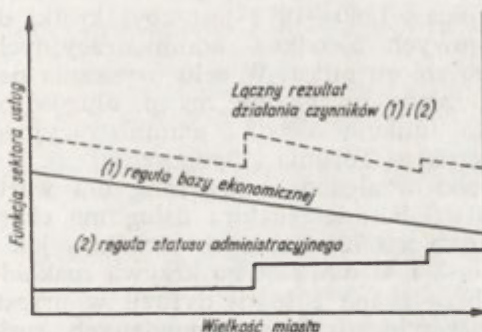 Funkcja sektora usług
Łączny rezultat
działania czynników (1) i (2)
(1) reguła bazy ekonomicznej
(2) reguła statusu administracyjnego
Wielkość miasta